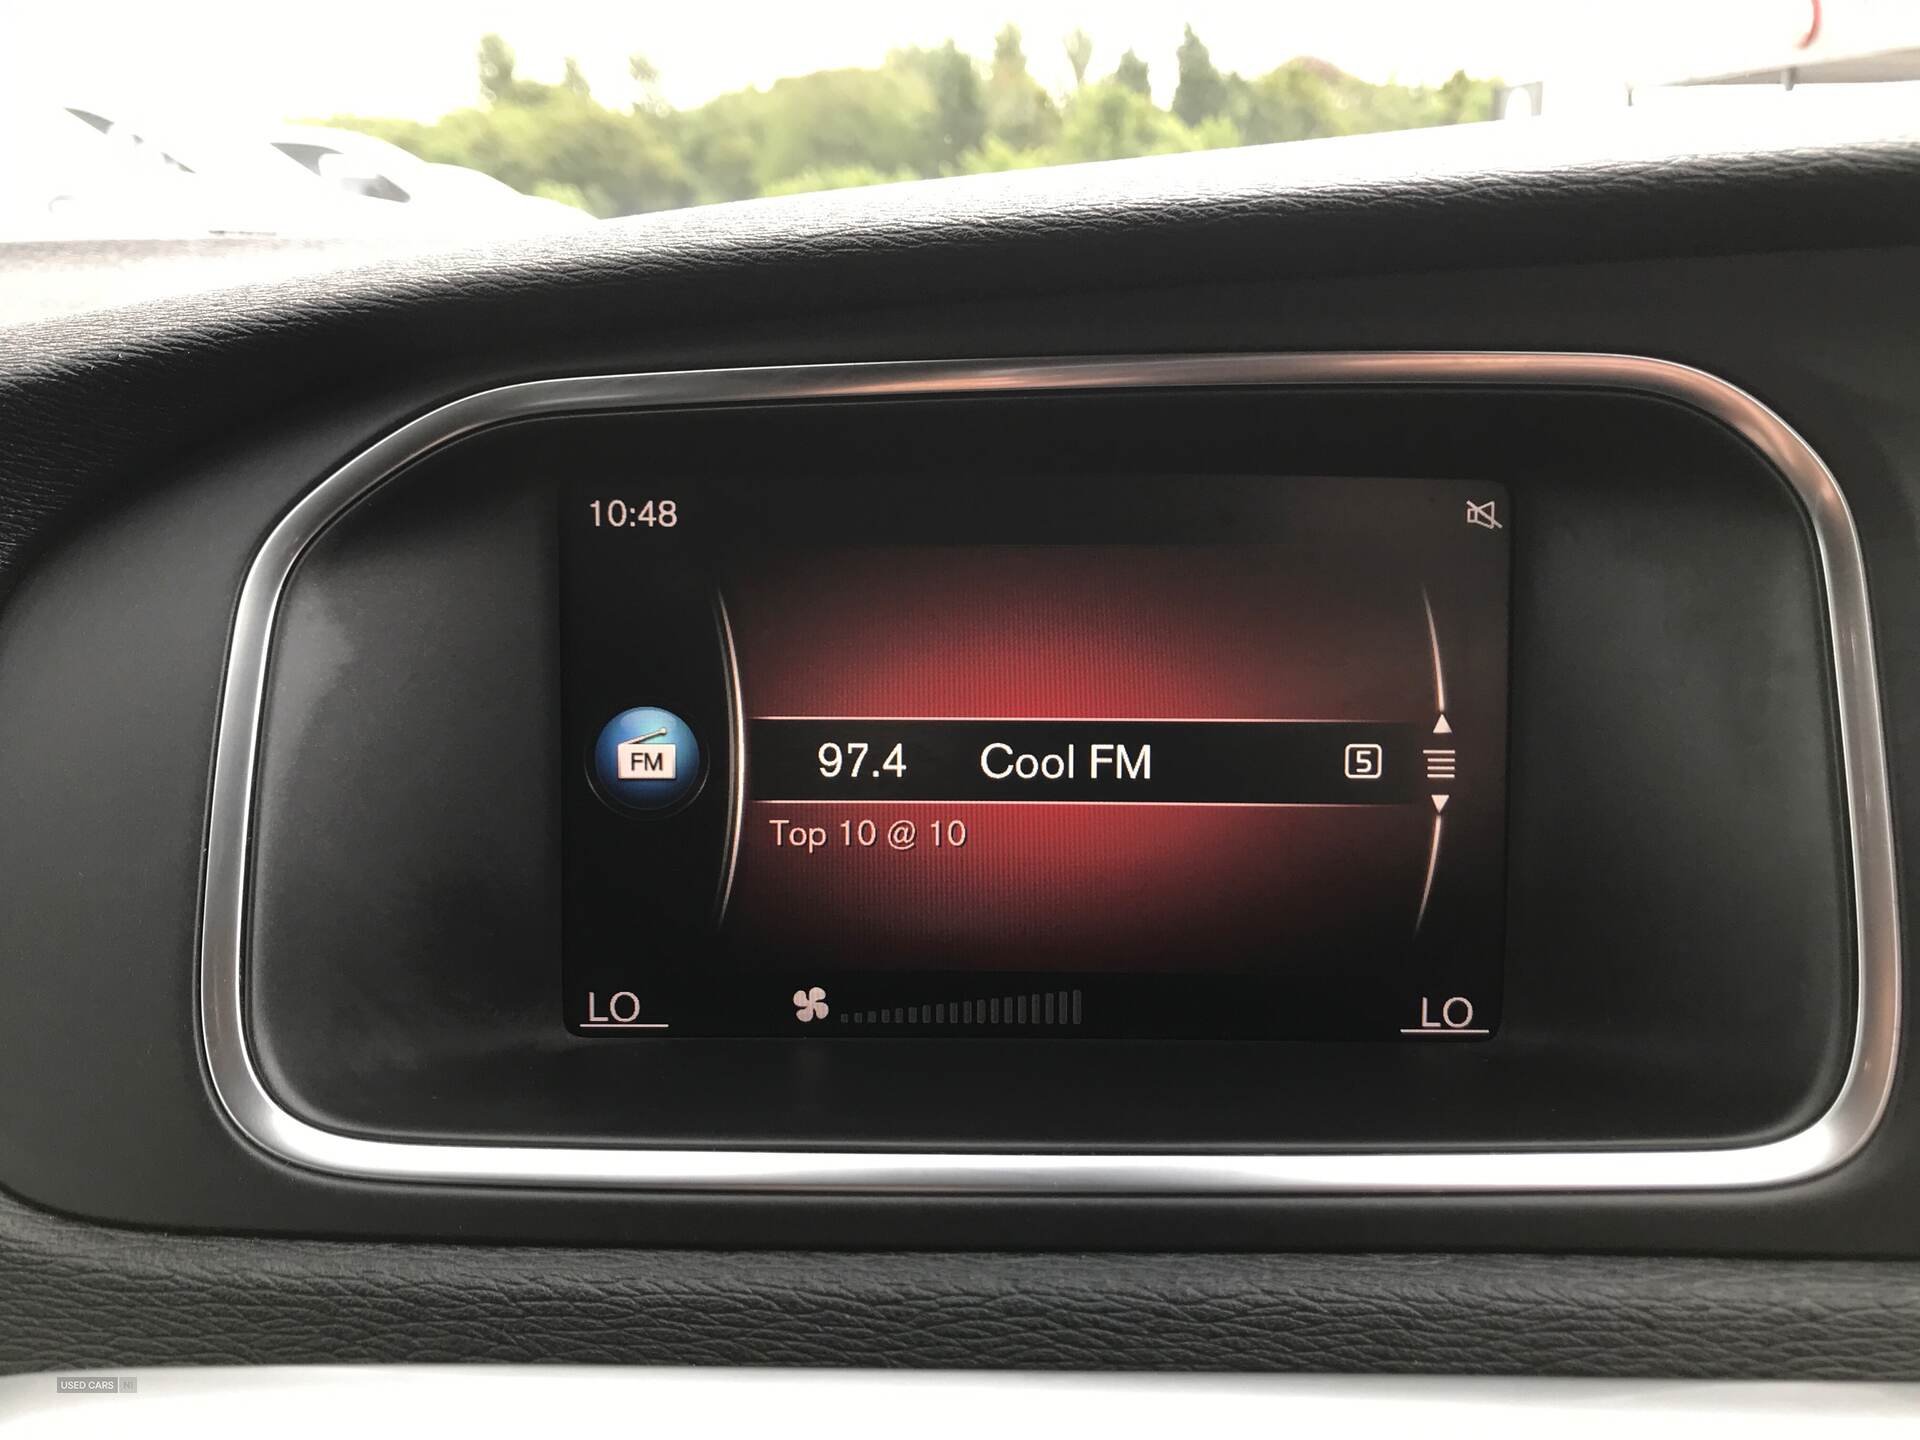 10:48
FM
97.4 Cool FM 5
Top 10 @ 10
LO LO
USED CARS NI